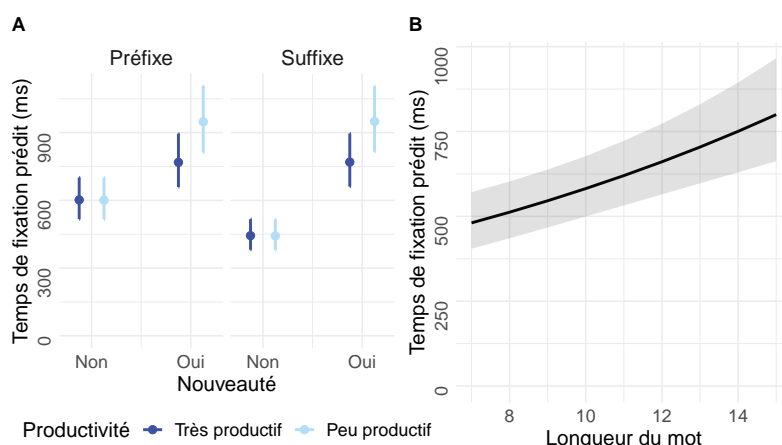 A
Préfixe
Suffixe
Temps de fixation prédit (ms)
900
600
300
0
Non
Oui
Non
Oui
Nouveauté
Productivité Très productif Peu productif
B
Temps de fixation prédit (ms)
1000
750
500
250
0
8
10
12
14
Longueur du mot